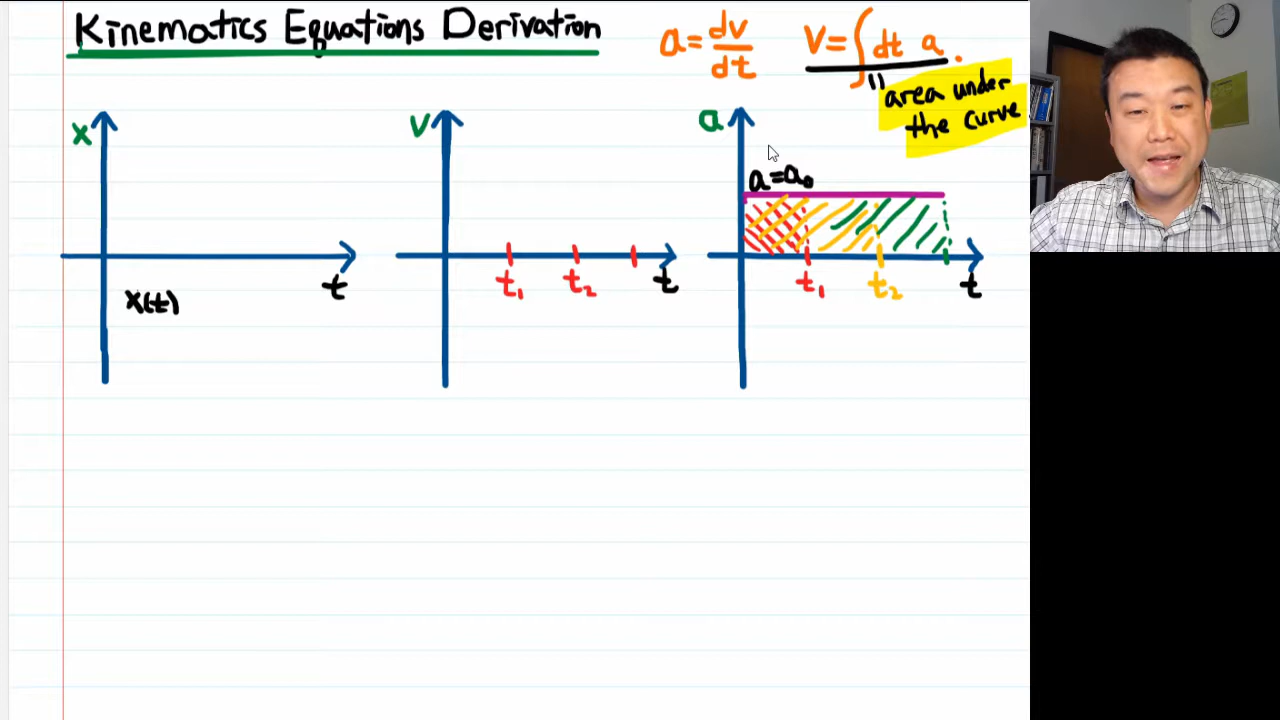 Kinematics Equations Derivation
a = dv/dt
V = ∫ dt a.
area under
the curve
x
v
a
a = a₀
t
t₁
t₂
t
t₁
t₂
t
x(t)